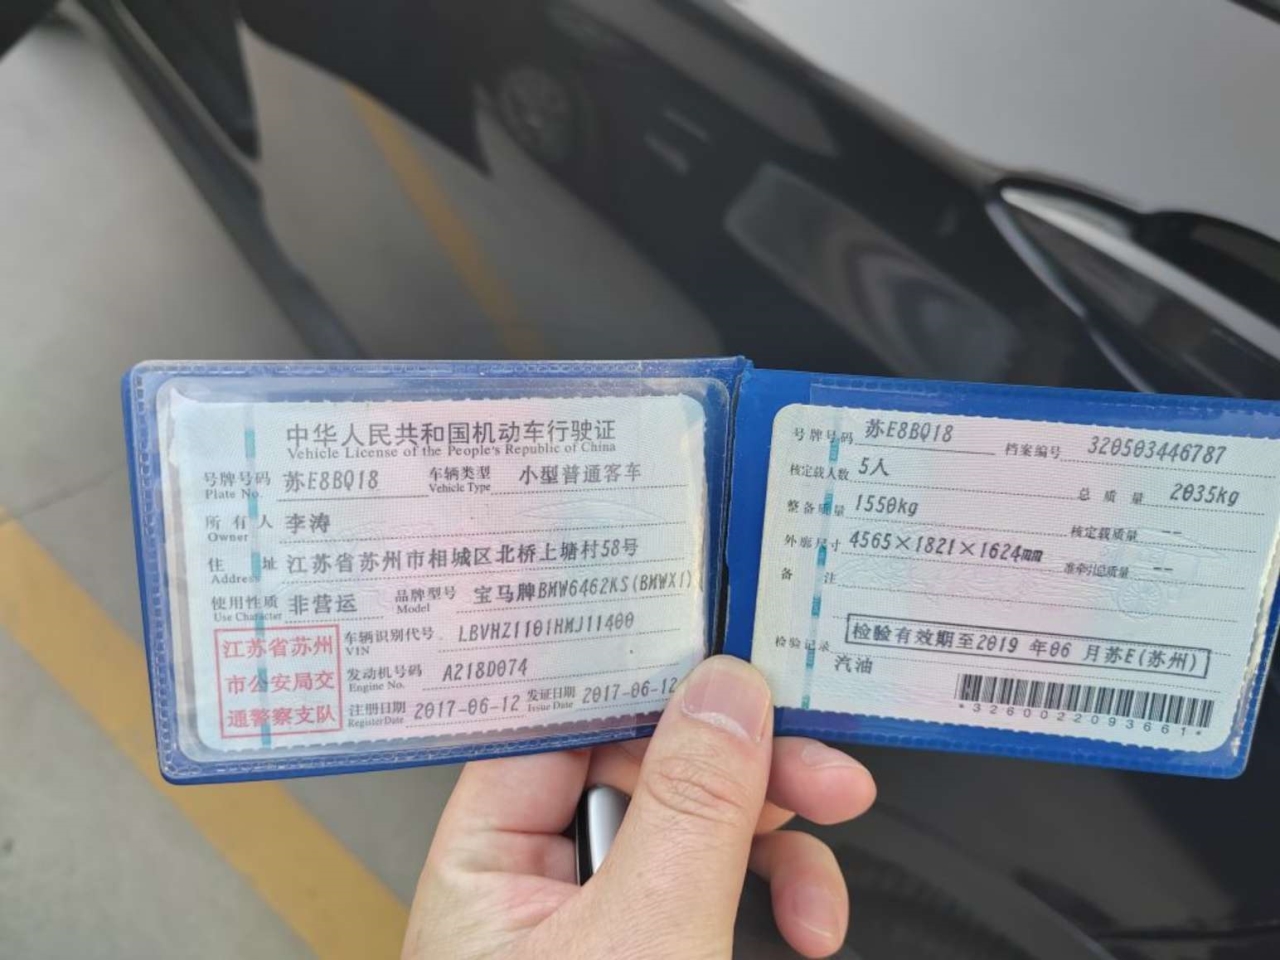 中华人民共和国机动车行驶证
Vehicle License of the People's Republic of China
号牌号码 苏E8BQ18 车辆类型 小型普通客车
Plate No. Vehicle Type
所有人 李涛
Owner
住址 江苏省苏州市相城区北桥上塘村58号
Address
使用性质 非营运 品牌型号 宝马牌BMW6462KS(BMWX1)
Use Character Model
江苏省苏州
市公安局交
通警察支队
车辆识别代号 LBVHZ1101HMJ11400
VIN
发动机号码 A218D074
Engine No.
注册日期 2017-06-12 发证日期 2017-06-12
Register Date Issue Date
号牌号码 苏E8BQ18 档案编号 320503446787
核定载人数 5人 总质量 2035kg
整备质量 1550kg 核定载质量 --
外廓尺寸 4565×1821×1624mm 准牵引总质量 --
备注
检验有效期至2019 年06 月苏E(苏州)
检验记录
汽油
*3260022093661*